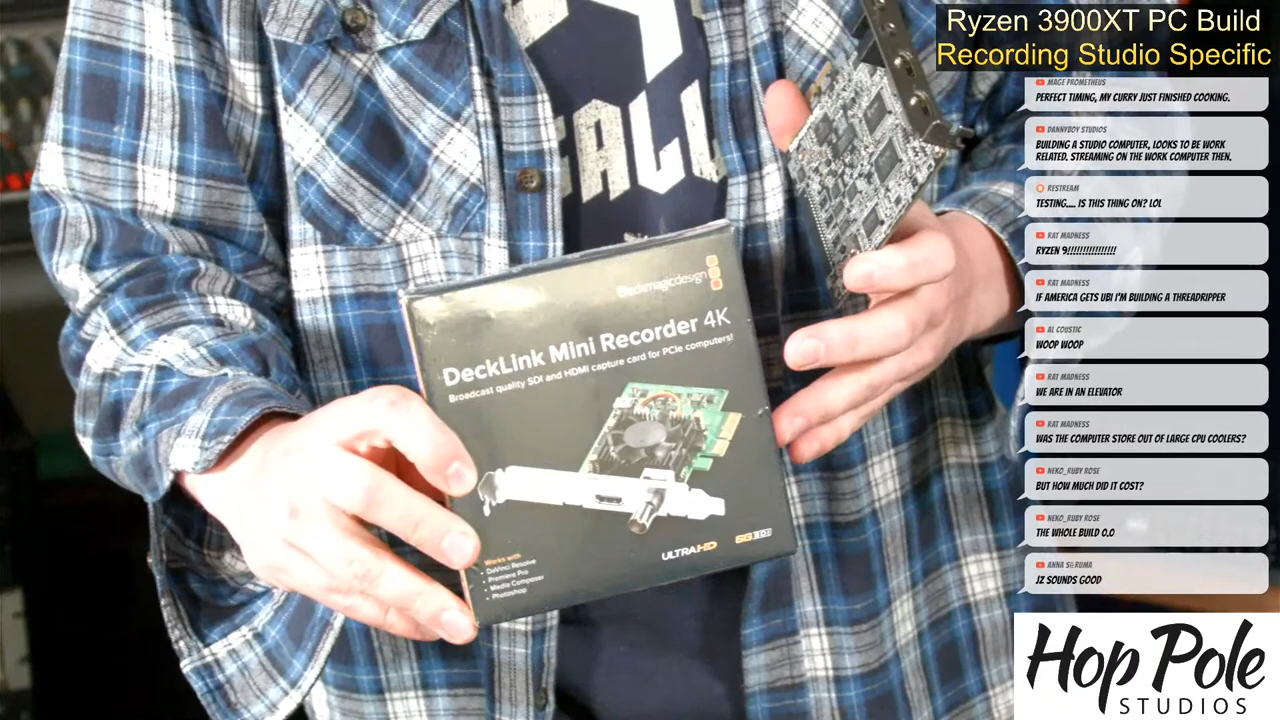 Ryzen 3900XT PC Build
Recording Studio Specific
MAGE PROMETHEUS
PERFECT TIMING, MY CURRY JUST FINISHED COOKING.
DANNYBOY STUDIOS
BUILDING A STUDIO COMPUTER, LOOKS TO BE WORK
RELATED. STREAMING ON THE WORK COMPUTER THEN.
RESTREAM
TESTING.... IS THIS THING ON? LOL
RAT MADNESS
RYZEN 9!!!!!!!!!!!!!!!!
RAT MADNESS
IF AMERICA GETS UBI I'M BUILDING A THREADRIPPER
AL COUSTIC
WOOP WOOP
RAT MADNESS
WE ARE IN AN ELEVATOR
RAT MADNESS
WAS THE COMPUTER STORE OUT OF LARGE CPU COOLERS?
NEKO_RUBY ROSE
BUT HOW MUCH DID IT COST?
NEKO_RUBY ROSE
THE WHOLE BUILD 0.0
ANNA
JZ SOUNDS GOOD
Hop Pole
STUDIOS
Blackmagicdesign
DeckLink Mini Recorder 4K
Broadcast quality SDI and HDMI capture card for PCIe computers!
Works with
• DaVinci Resolve
• Premiere Pro
• Media Composer
• Photoshop
ULTRA HD
6G SDI